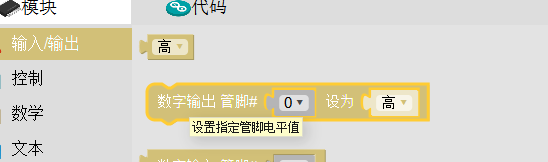 模块 代码
输入/输出 高
控制
数字输出 管脚# 0 设为 高
数学
设置指定管脚电平值
文本